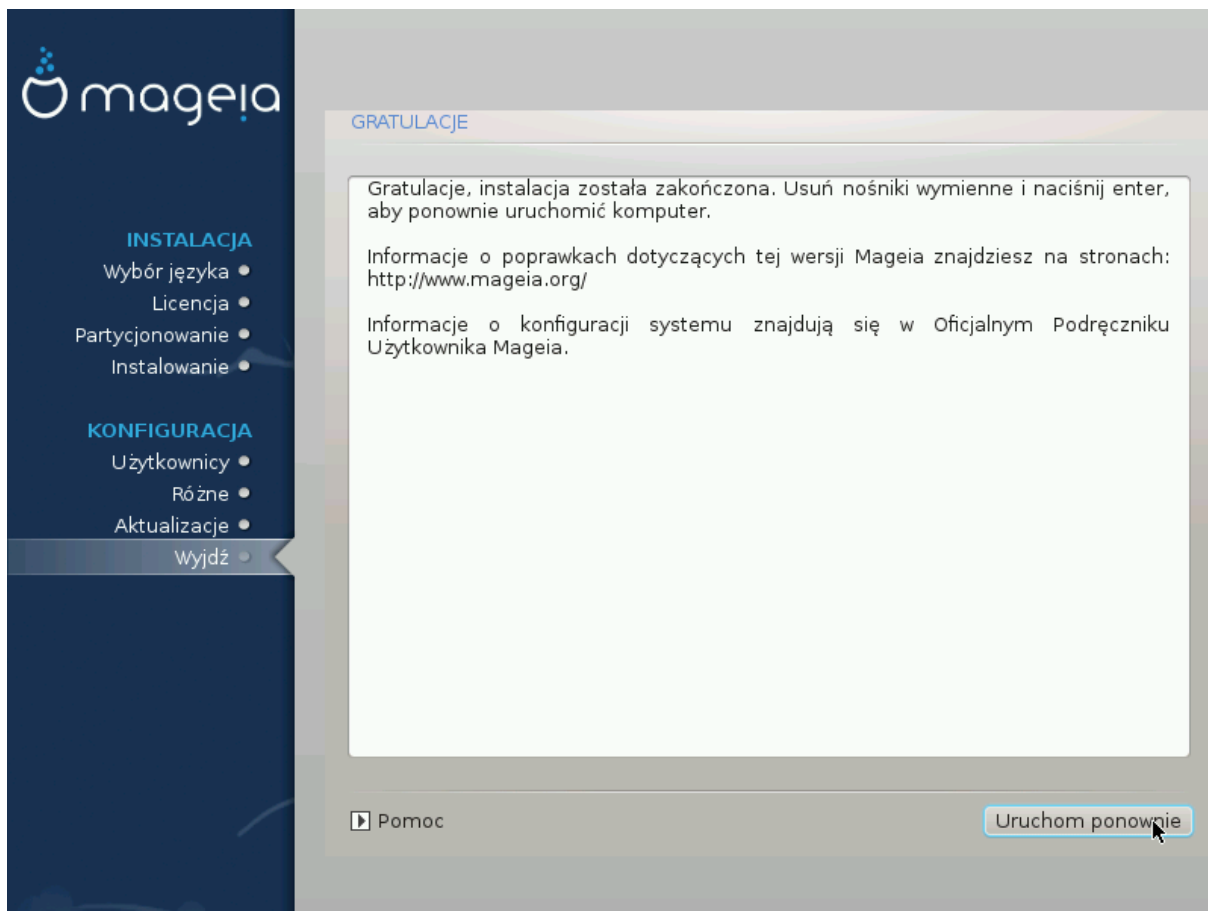 mageia
INSTALACJA
Wybór języka
Licencja
Partycjonowanie
Instalowanie
KONFIGURACJA
Użytkownicy
Różne
Aktualizacje
Wyjdź
GRATULACJE
Gratulacje, instalacja została zakończona. Usuń nośniki wymienne i naciśnij enter,
aby ponownie uruchomić komputer.
Informacje o poprawkach dotyczących tej wersji Mageia znajdziesz na stronach:
http://www.mageia.org/
Informacje o konfiguracji systemu znajdują się w Oficjalnym Podręczniku
Użytkownika Mageia.
Pomoc
Uruchom ponownie